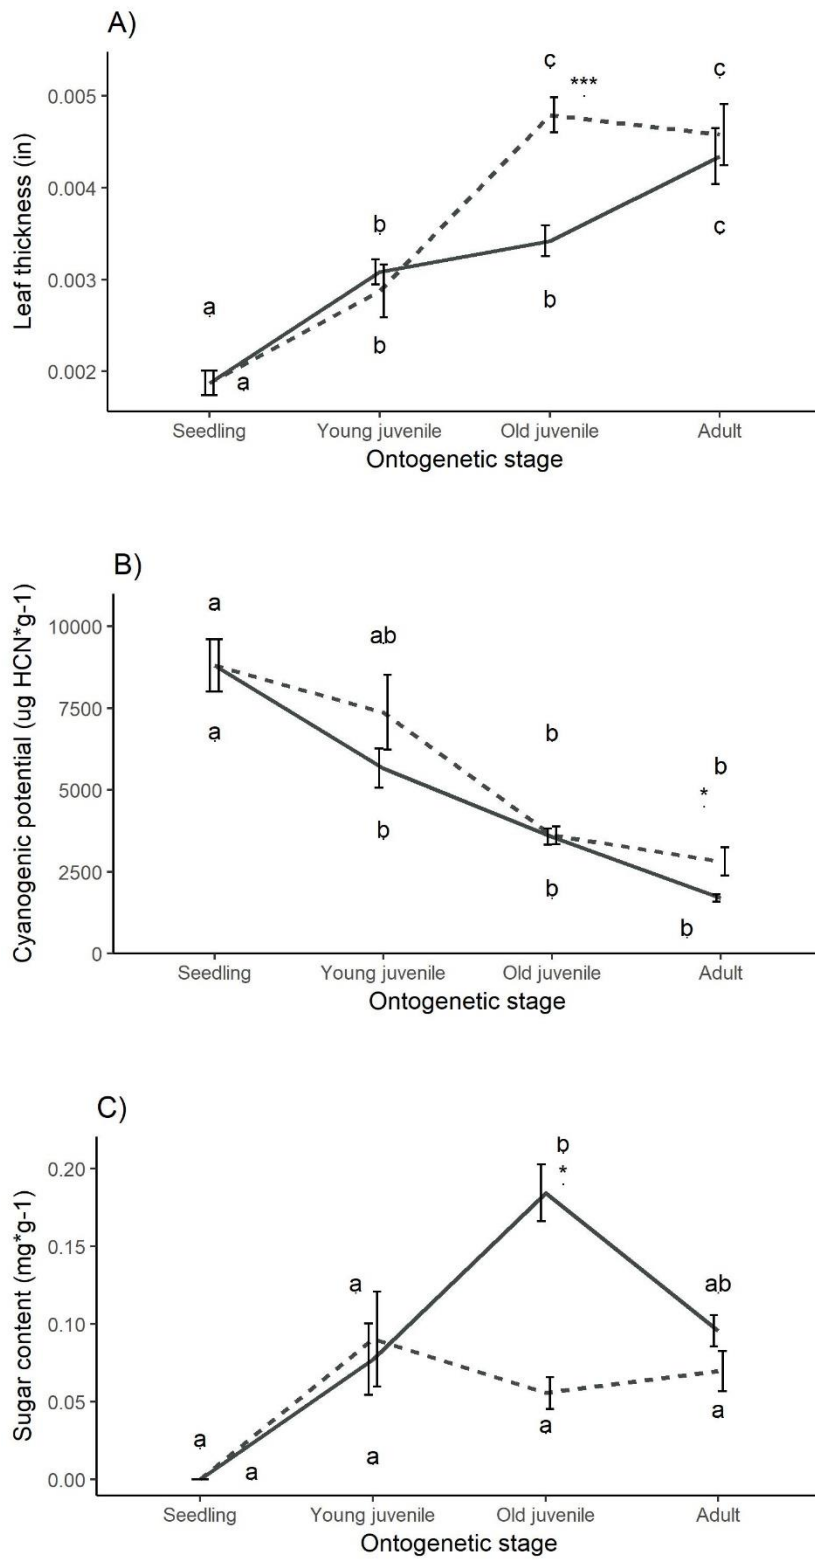 A)
Leaf thickness (in)
0.005
0.004
0.003
0.002
a
a
b
b
c
***
b
c
c
Seedling Young juvenile Old juvenile Adult
Ontogenetic stage
B)
Cyanogenic potential (ug HCN*g-1)
10000
7500
5000
2500
0
a
a
ab
b
b
b
b
*
b
Seedling Young juvenile Old juvenile Adult
Ontogenetic stage
C)
Sugar content (mg*g-1)
0.20
0.15
0.10
0.05
0.00
a
a
a
a
b
*
a
ab
a
Seedling Young juvenile Old juvenile Adult
Ontogenetic stage